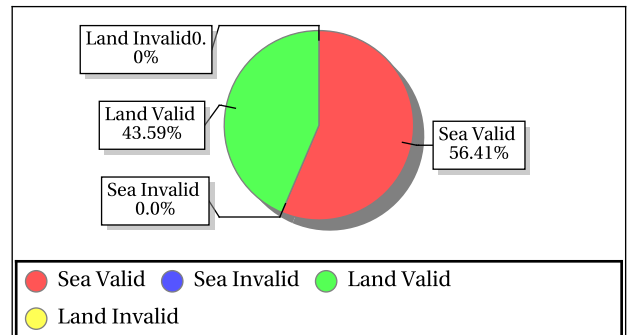 Land Invalid0.
0%
Land Valid
43.59%
Sea Valid
56.41%
Sea Invalid
0.0%
Sea Valid
Sea Invalid
Land Valid
Land Invalid